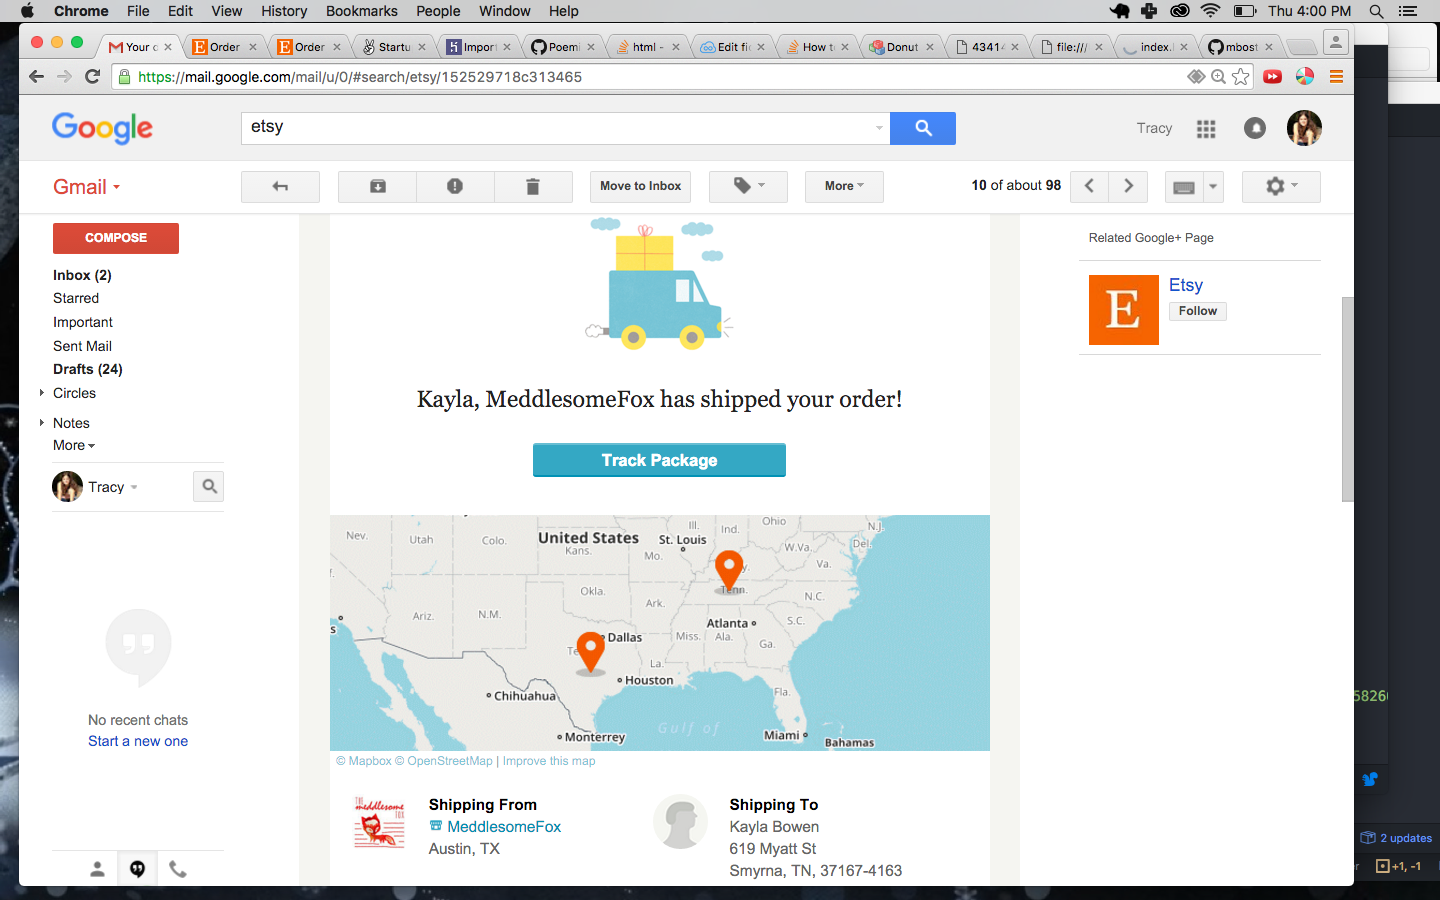 Chrome File Edit View History Bookmarks People Window Help Thu 4:00 PM
Your o Order Order Startu Import Poemi html - Edit fi How to Donut 43414 file:/// index. mbost
https://mail.google.com/mail/u/0/#search/etsy/152529718c313465
Google etsy Tracy
Gmail Move to Inbox More 10 of about 98
COMPOSE
Inbox (2)
Starred
Important
Sent Mail
Drafts (24)
Circles
Notes
More
Tracy
No recent chats
Start a new one
Kayla, MeddlesomeFox has shipped your order!
Track Package
Nev. Utah Colo. United States Kans. St. Louis Mo. Ill. Ind. Ohio W.Va. Va. N.J. Del.
Ariz. N.M. Okla. Ark. Tenn. N.C.
Atlanta S.C.
Dallas Miss. Ala. Ga.
La.
Houston Fla.
Chihuahua
Gulf of
Monterrey Miami Bahamas
© Mapbox © OpenStreetMap | Improve this map
THE meddlesome FOX
Shipping From
MeddlesomeFox
Austin, TX
Shipping To
Kayla Bowen
619 Myatt St
Smyrna, TN, 37167-4163
Related Google+ Page
E
Etsy
Follow
5826
2 updates
+1, -1